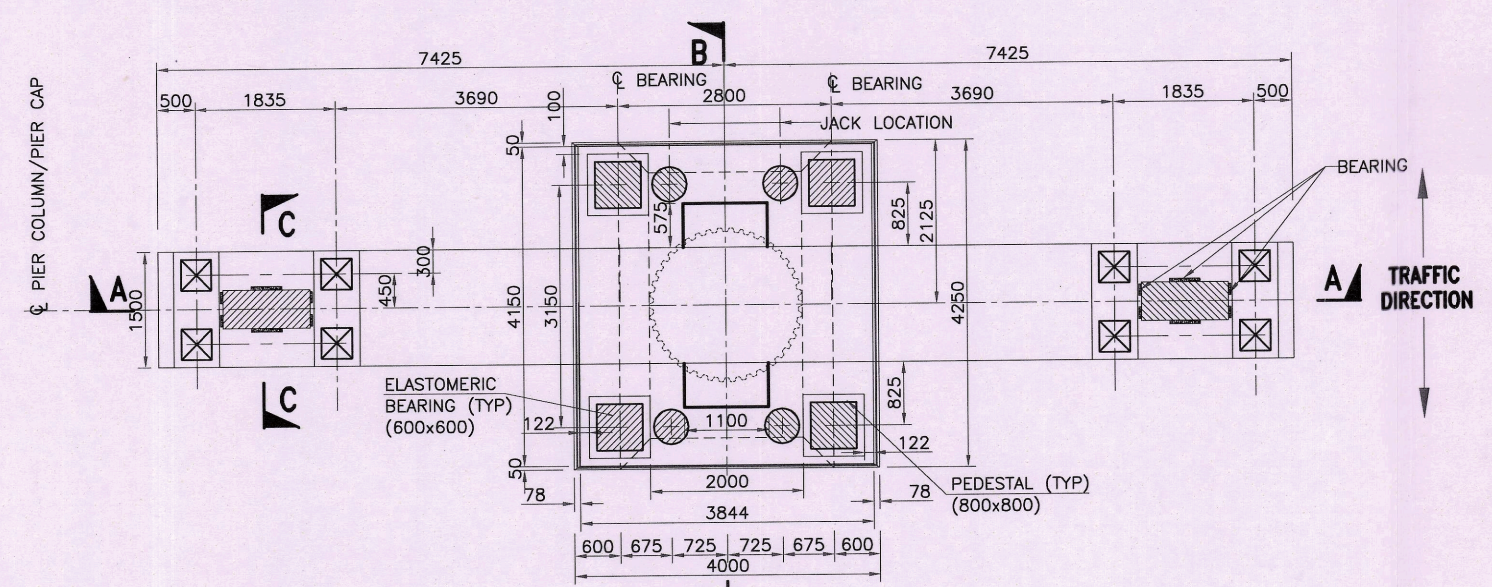 B
7425
7425
℄ BEARING
℄ BEARING
500
1835
3690
100
2800
3690
1835
500
JACK LOCATION
50
BEARING
℄ PIER COLUMN/PIER CAP
C
575
825
2125
300
450
A
1500
4150
3150
4250
A
TRAFFIC
DIRECTION
C
ELASTOMERIC
BEARING (TYP)
(600x600)
122
1100
825
122
50
78
2000
78
PEDESTAL (TYP)
(800x800)
3844
600
675
725
725
675
600
4000